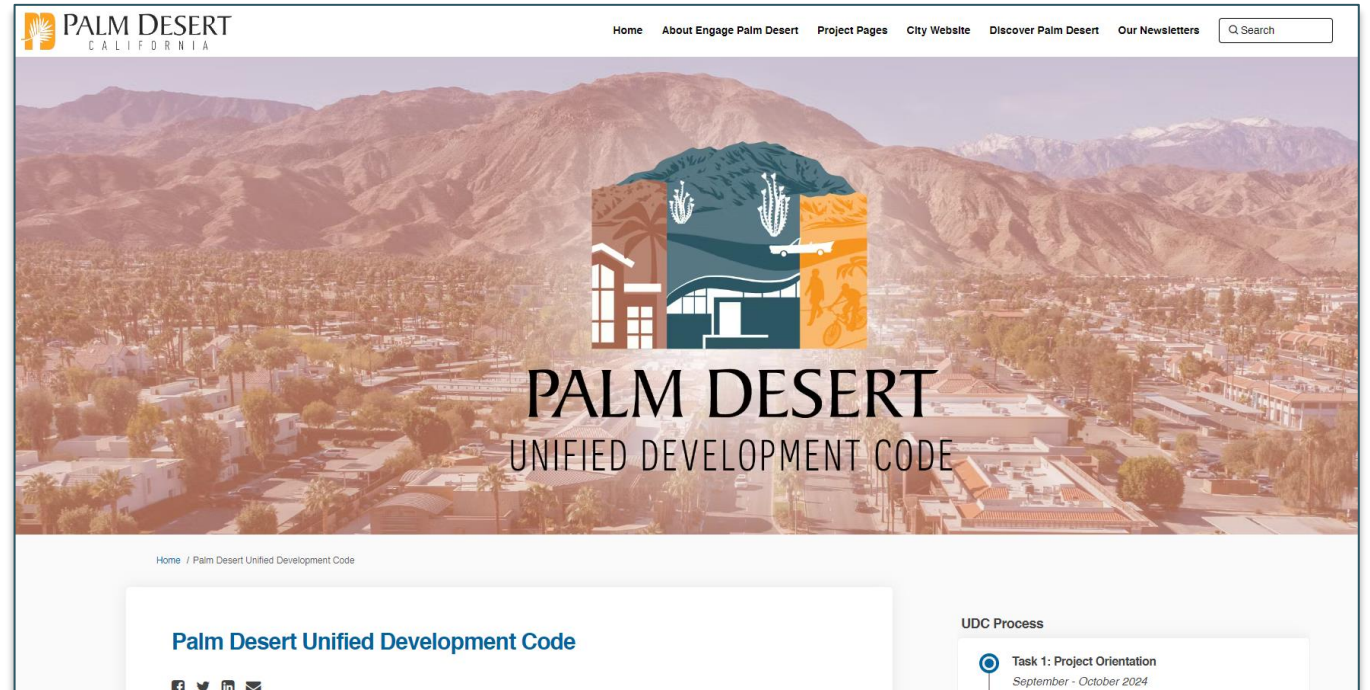 PALM DESERT
CALIFORNIA
Home About Engage Palm Desert Project Pages City Website Discover Palm Desert Our Newsletters Search
PALM DESERT
UNIFIED DEVELOPMENT CODE
Home / Palm Desert Unified Development Code
Palm Desert Unified Development Code
UDC Process
Task 1: Project Orientation
September - October 2024